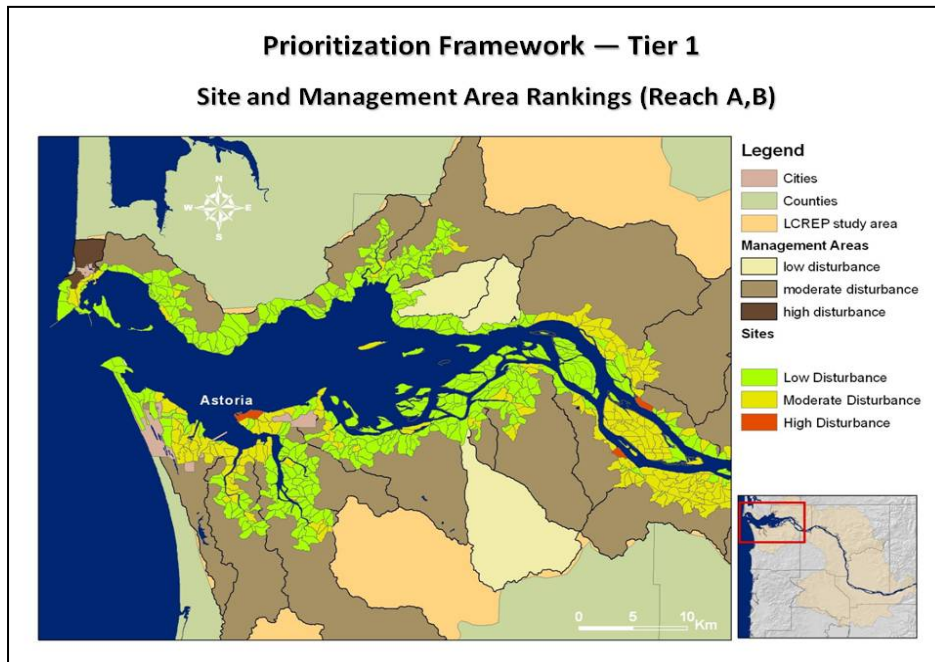 Prioritization Framework — Tier 1
Site and Management Area Rankings (Reach A,B)
N
W E
S
Astoria
0 5 10
Km
Legend
Cities
Counties
LCREP study area
Management Areas
low disturbance
moderate disturbance
high disturbance
Sites
Low Disturbance
Moderate Disturbance
High Disturbance